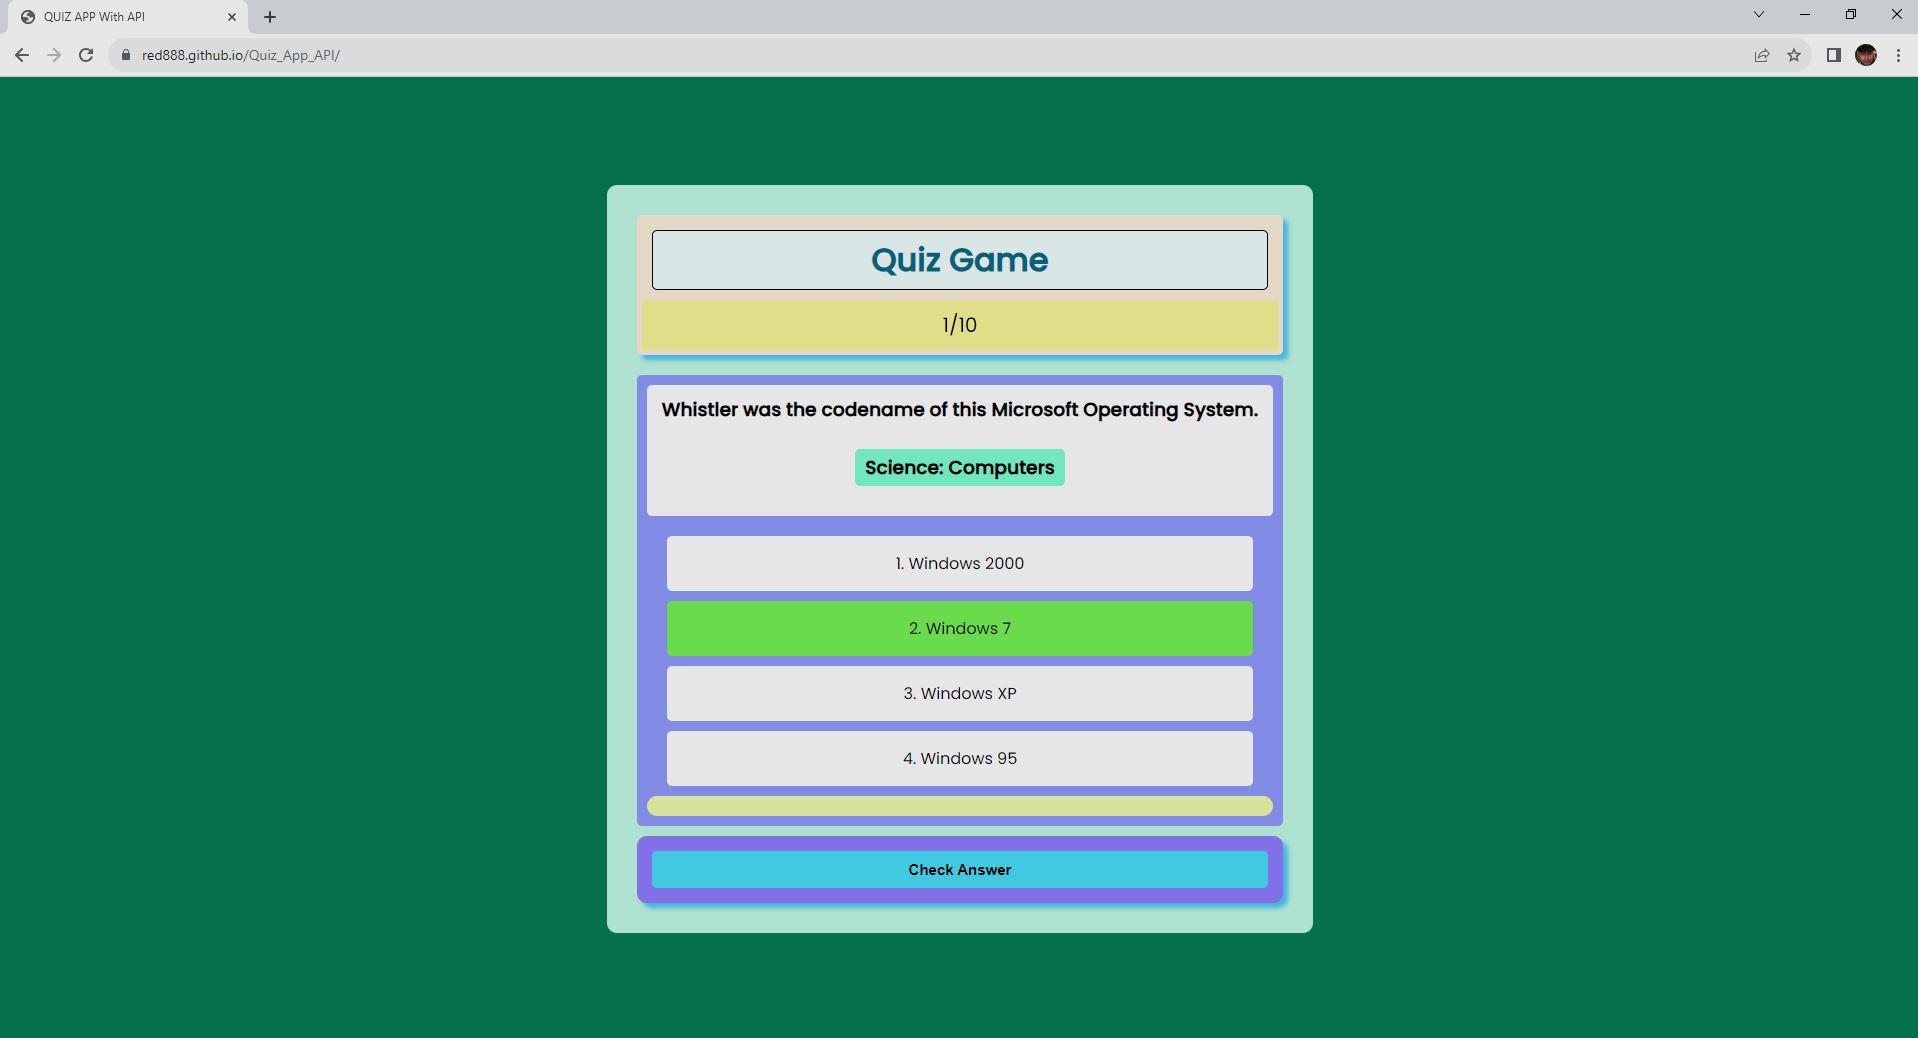 QUIZ APP With API
red888.github.io/Quiz_App_API/
Quiz Game
1/10
Whistler was the codename of this Microsoft Operating System.
Science: Computers
1. Windows 2000
2. Windows 7
3. Windows XP
4. Windows 95
Check Answer